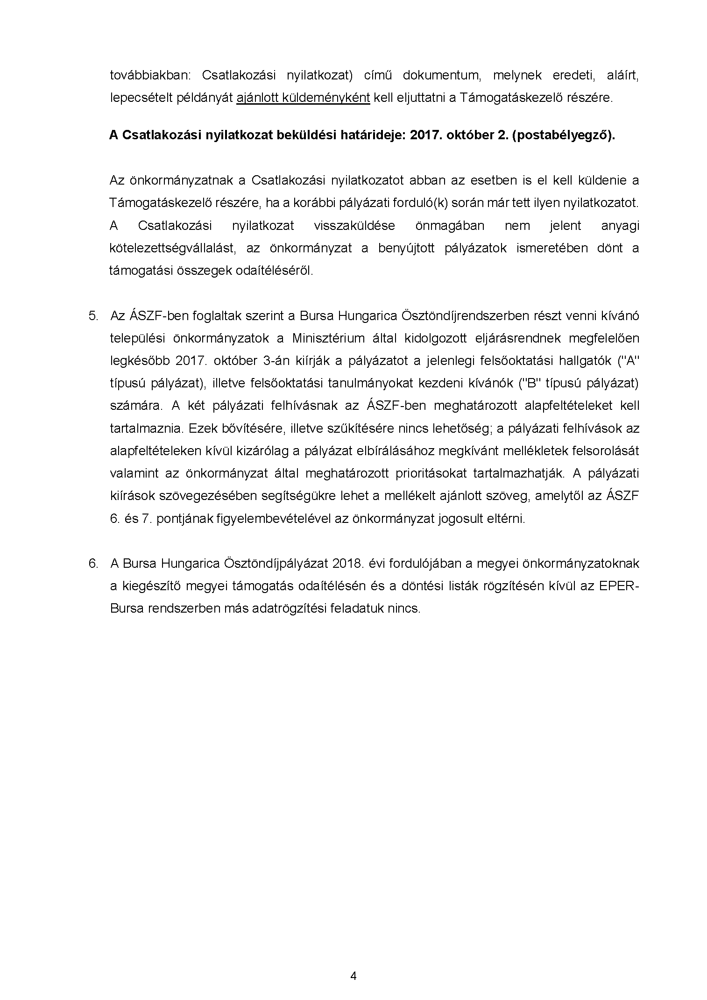 továbbiakban: Csatlakozási nyilatkozat) című dokumentum, melynek eredeti, aláírt,
lepecsételt példányát ajánlott küldeményként kell eljuttatni a Támogatáskezelő részére.
A Csatlakozási nyilatkozat beküldési határideje: 2017. október 2. (postabélyegző).
Az önkormányzatnak a Csatlakozási nyilatkozatot abban az esetben is el kell küldenie a
Támogatáskezelő részére, ha a korábbi pályázati forduló(k) során már tett ilyen nyilatkozatot.
A Csatlakozási nyilatkozat visszaküldése önmagában nem jelent anyagi
kötelezettségvállalást, az önkormányzat a benyújtott pályázatok ismeretében dönt a
támogatási összegek odaítéléséről.
5. Az ÁSZF-ben foglaltak szerint a Bursa Hungarica Ösztöndíjrendszerben részt venni kívánó
települési önkormányzatok a Minisztérium által kidolgozott eljárásrendnek megfelelően
legkésőbb 2017. október 3-án kiírják a pályázatot a jelenlegi felsőoktatási hallgatók ("A"
típusú pályázat), illetve felsőoktatási tanulmányokat kezdeni kívánók ("B" típusú pályázat)
számára. A két pályázati felhívásnak az ÁSZF-ben meghatározott alapfeltételeket kell
tartalmaznia. Ezek bővítésére, illetve szűkítésére nincs lehetőség; a pályázati felhívások az
alapfeltételeken kívül kizárólag a pályázat elbírálásához megkívánt mellékletek felsorolását
valamint az önkormányzat által meghatározott prioritásokat tartalmazhatják. A pályázati
kiírások szövegezésében segítségükre lehet a mellékelt ajánlott szöveg, amelytől az ÁSZF
6. és 7. pontjának figyelembevételével az önkormányzat jogosult eltérni.
6. A Bursa Hungarica Ösztöndíjpályázat 2018. évi fordulójában a megyei önkormányzatoknak
a kiegészítő megyei támogatás odaítélésén és a döntési listák rögzítésén kívül az EPER-
Bursa rendszerben más adatrögzítési feladatuk nincs.
4